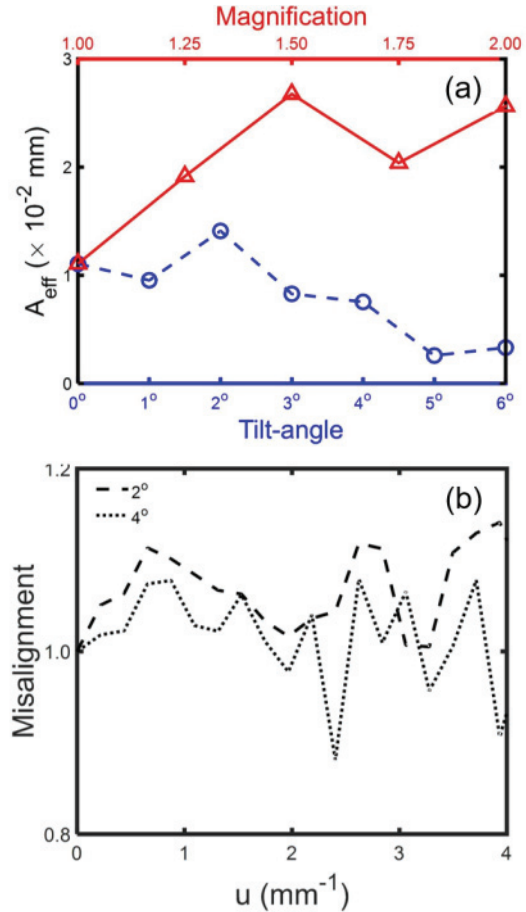 Magnification
1.00 1.25 1.50 1.75 2.00
3
(a)
2
A_eff (× 10^-2 mm)
1
0
0° 1° 2° 3° 4° 5° 6°
Tilt-angle
1.2
2°
(b)
4°
Misalignment
1.0
0.8
0 1 2 3 4
u (mm^-1)